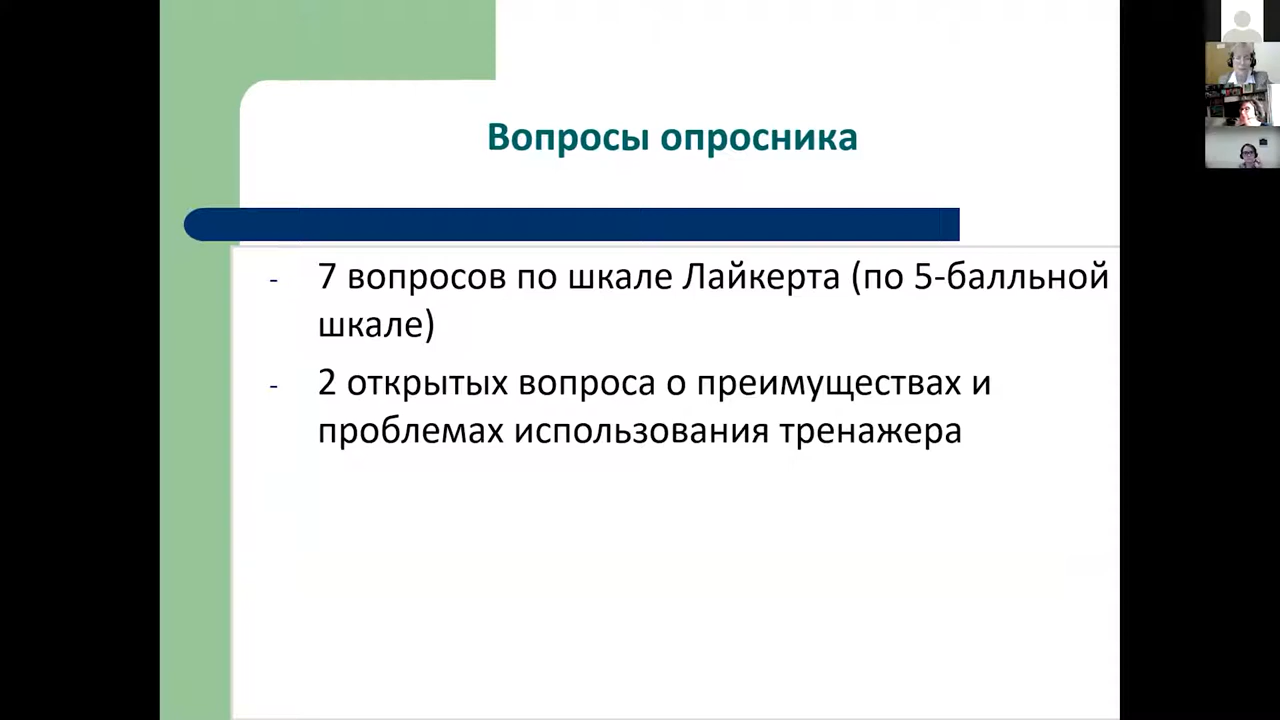 Вопросы опросника
- 7 вопросов по шкале Лайкерта (по 5-балльной
шкале)
- 2 открытых вопроса о преимуществах и
проблемах использования тренажера